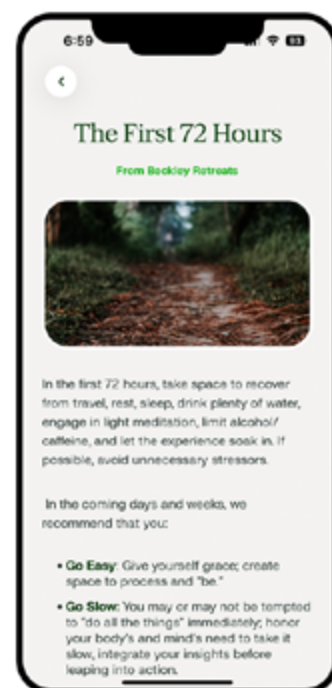 6:59
93
The First 72 Hours
From Beckley Retreats
In the first 72 hours, take space to recover
from travel, rest, sleep, drink plenty of water,
engage in light meditation, limit alcohol/
caffeine, and let the experience soak in. If
possible, avoid unnecessary stressors.
In the coming days and weeks, we
recommend that you:
• Go Easy: Give yourself grace; create
space to process and "be."
• Go Slow: You may or may not be tempted
to "do all the things" immediately; honor
your body's and mind's need to take it
slow, integrate your insights before
leaping into action.